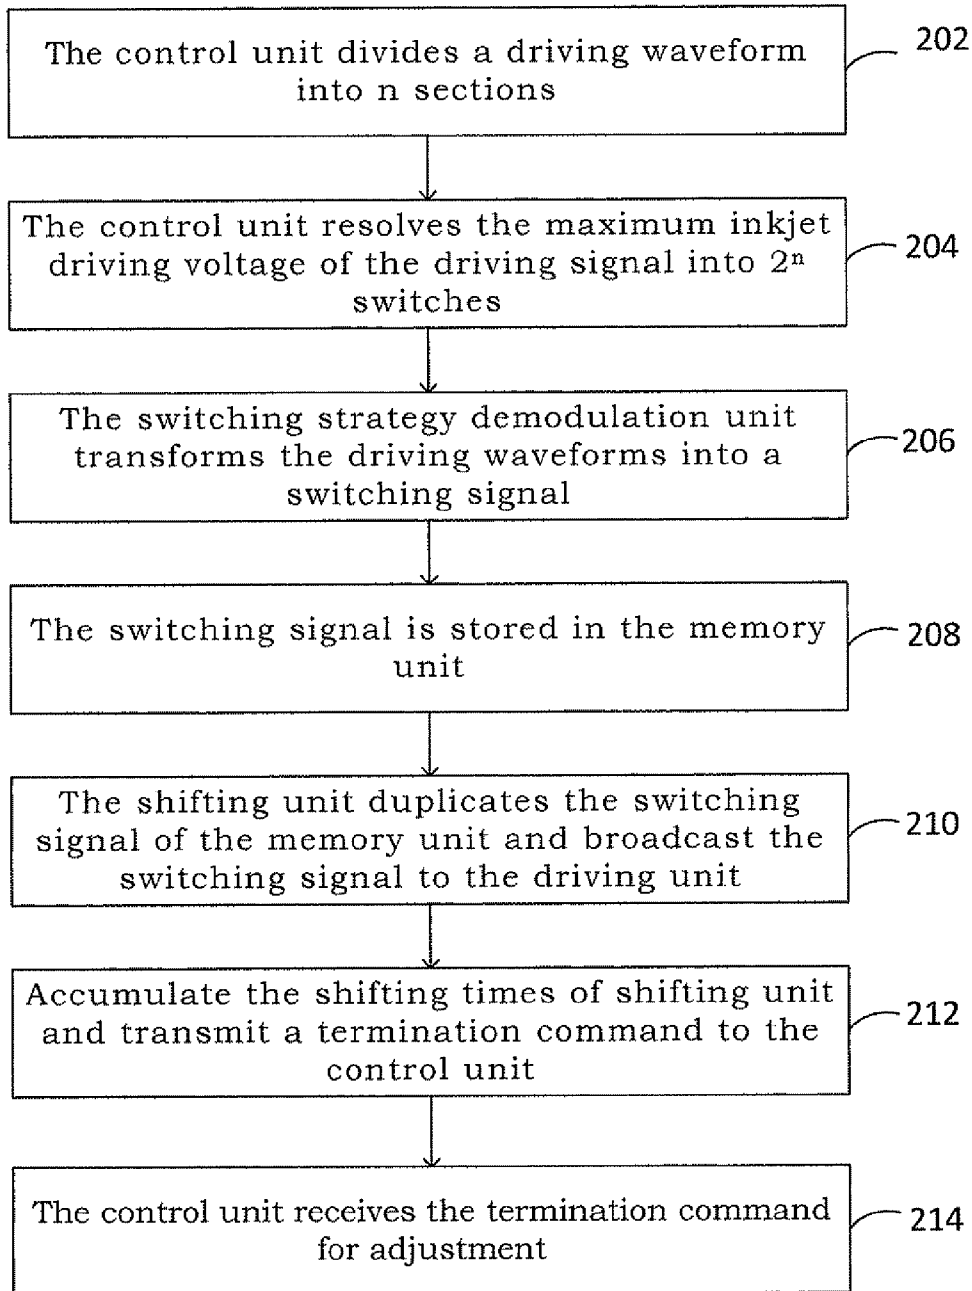 The control unit divides a driving waveform
into n sections
202
The control unit resolves the maximum inkjet
driving voltage of the driving signal into 2ⁿ
switches
204
The switching strategy demodulation unit
transforms the driving waveforms into a
switching signal
206
The switching signal is stored in the memory
unit
208
The shifting unit duplicates the switching
signal of the memory unit and broadcast the
switching signal to the driving unit
210
Accumulate the shifting times of shifting unit
and transmit a termination command to the
control unit
212
The control unit receives the termination command
for adjustment
214